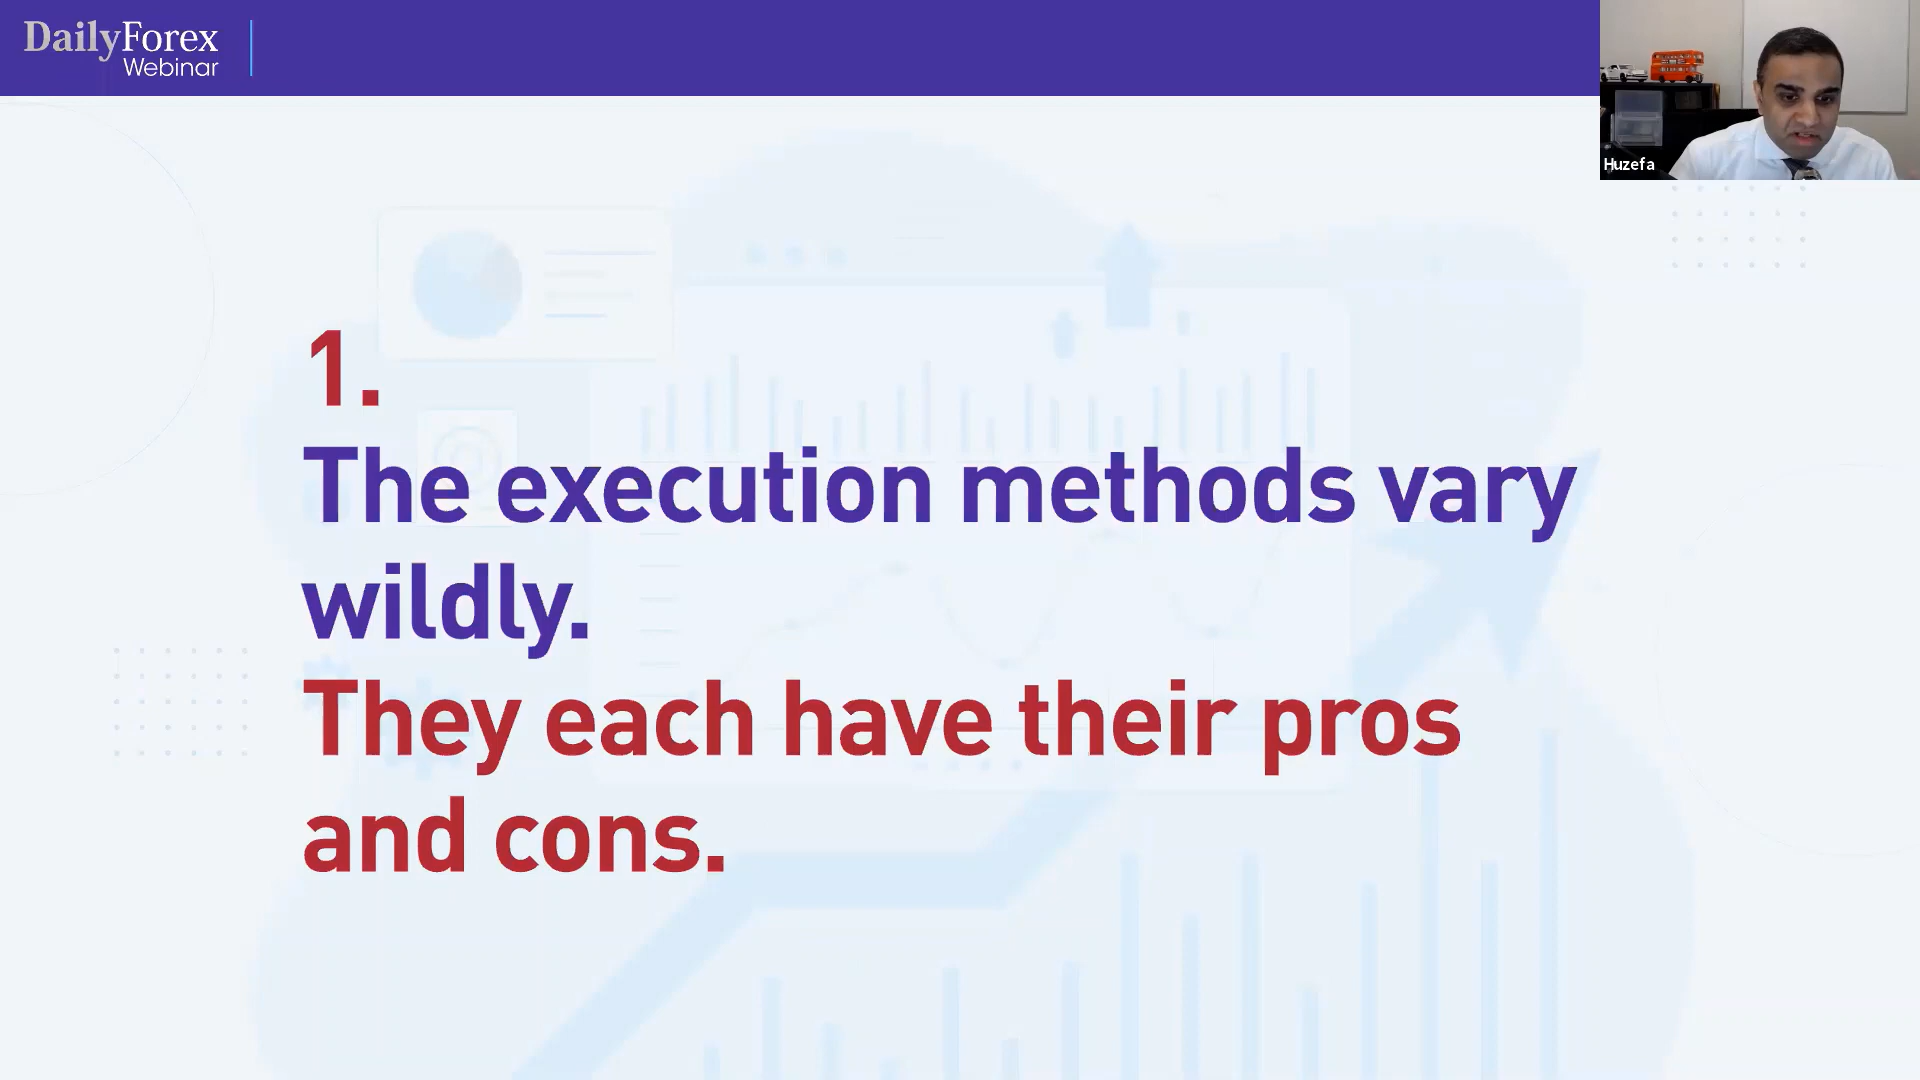 DailyForex
Webinar
Huzefa
1.
The execution methods vary
wildly.
They each have their pros
and cons.